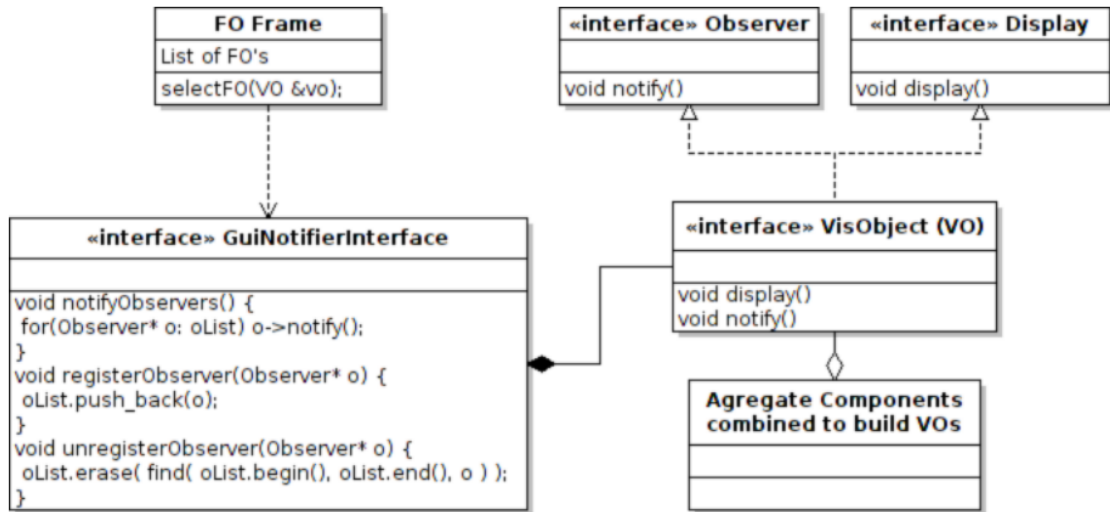 FO Frame
List of FO's
selectFO(VO &vo);
«interface» Observer
void notify()
«interface» Display
void display()
«interface» GuiNotifierInterface
void notifyObservers() {
for(Observer* o: oList) o->notify();
}
void registerObserver(Observer* o) {
oList.push_back(o);
}
void unregisterObserver(Observer* o) {
oList.erase( find( oList.begin(), oList.end(), o ) );
}
«interface» VisObject (VO)
void display()
void notify()
Agregate Components
combined to build VOs